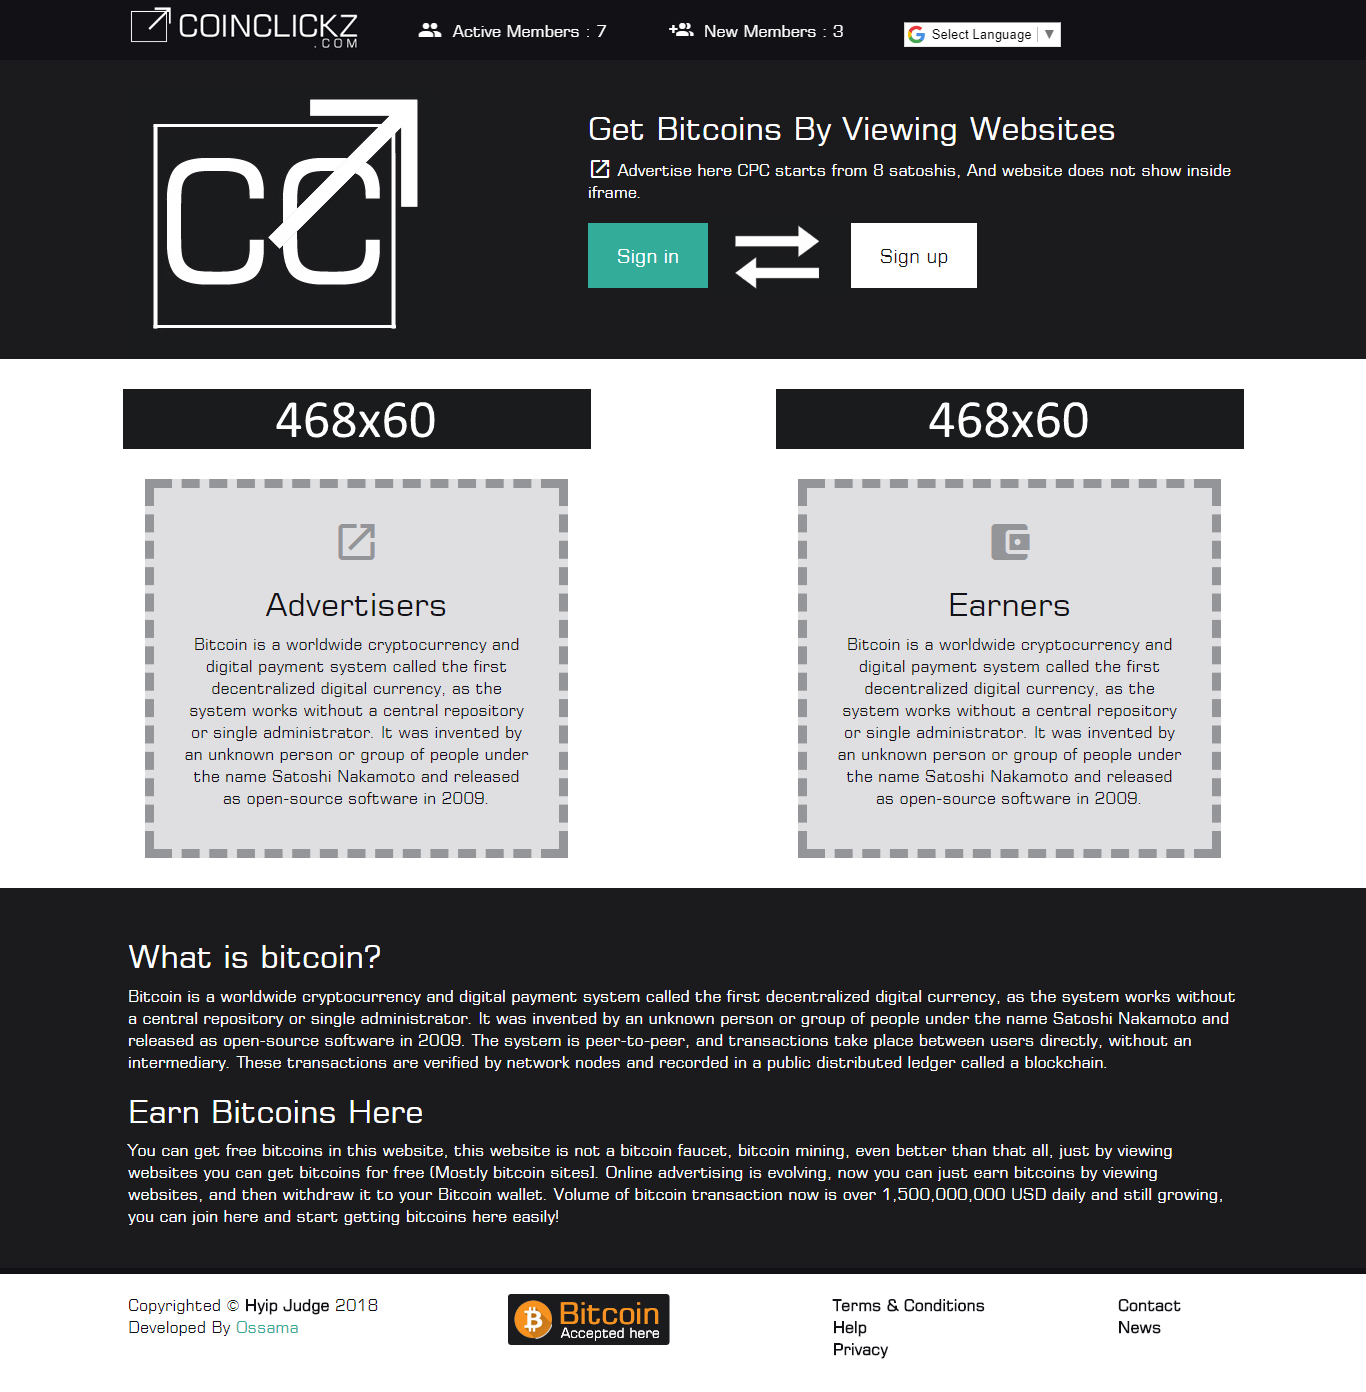 COINCLICKZ
.COM
Active Members : 7
New Members : 3
Select Language
CC
Get Bitcoins By Viewing Websites
Advertise here CPC starts from 8 satoshis, And website does not show inside
iframe.
Sign in
Sign up
468x60
468x60
Advertisers
Bitcoin is a worldwide cryptocurrency and
digital payment system called the first
decentralized digital currency, as the
system works without a central repository
or single administrator. It was invented by
an unknown person or group of people under
the name Satoshi Nakamoto and released
as open-source software in 2009.
Earners
Bitcoin is a worldwide cryptocurrency and
digital payment system called the first
decentralized digital currency, as the
system works without a central repository
or single administrator. It was invented by
an unknown person or group of people under
the name Satoshi Nakamoto and released
as open-source software in 2009.
What is bitcoin?
Bitcoin is a worldwide cryptocurrency and digital payment system called the first decentralized digital currency, as the system works without
a central repository or single administrator. It was invented by an unknown person or group of people under the name Satoshi Nakamoto and
released as open-source software in 2009. The system is peer-to-peer, and transactions take place between users directly, without an
intermediary. These transactions are verified by network nodes and recorded in a public distributed ledger called a blockchain.
Earn Bitcoins Here
You can get free bitcoins in this website, this website is not a bitcoin faucet, bitcoin mining, even better than that all, just by viewing
websites you can get bitcoins for free (Mostly bitcoin sites). Online advertising is evolving, now you can just earn bitcoins by viewing
websites, and then withdraw it to your Bitcoin wallet. Volume of bitcoin transaction now is over 1,500,000,000 USD daily and still growing,
you can join here and start getting bitcoins here easily!
Copyrighted © Hyip Judge 2018
Developed By Ossama
Bitcoin
Accepted here
Terms & Conditions
Help
Privacy
Contact
News